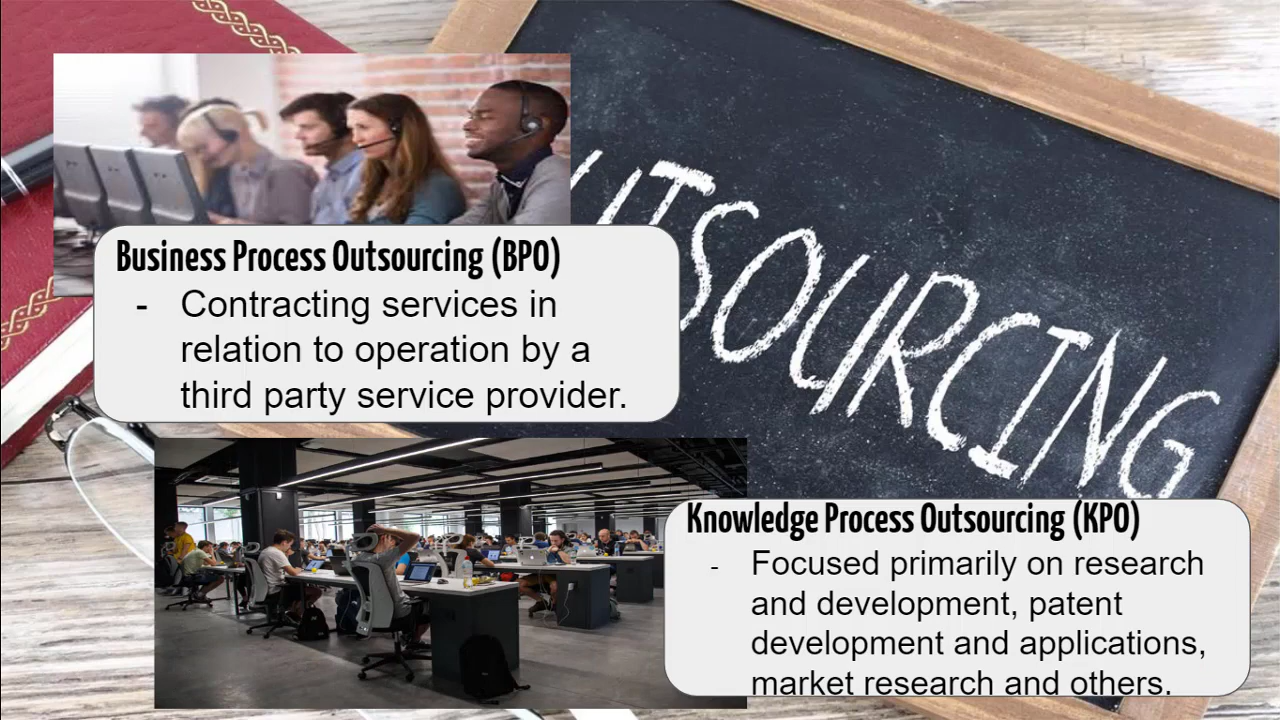 Business Process Outsourcing (BPO)
- Contracting services in
relation to operation by a
third party service provider.
UTSOURCING
Knowledge Process Outsourcing (KPO)
- Focused primarily on research
and development, patent
development and applications,
market research and others.